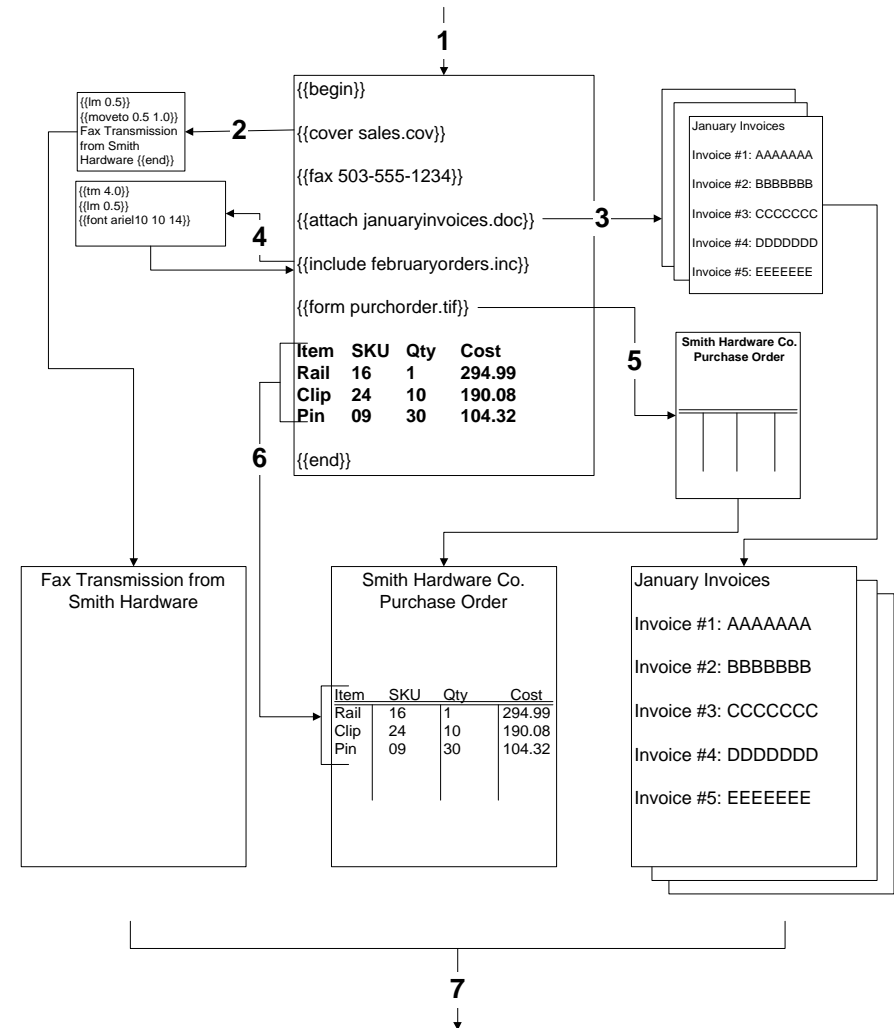 1
{{begin}}
{{cover sales.cov}}
{{fax 503-555-1234}}
{{attach januaryinvoices.doc}}
{{include februaryorders.inc}}
{{form purchorder.tif}}
Item SKU Qty Cost
Rail 16 1 294.99
Clip 24 10 190.08
Pin 09 30 104.32
{{end}}
2
{{lm 0.5}}
{{moveto 0.5 1.0}}
Fax Transmission
from Smith
Hardware {{end}}
3
January Invoices
Invoice #1: AAAAAAA
Invoice #2: BBBBBBB
Invoice #3: CCCCCCC
Invoice #4: DDDDDDD
Invoice #5: EEEEEEE
4
{{tm 4.0}}
{{lm 0.5}}
{{font ariel10 10 14}}
5
Smith Hardware Co.
Purchase Order
6
Fax Transmission from
Smith Hardware
Smith Hardware Co.
Purchase Order
Item SKU Qty Cost
Rail 16 1 294.99
Clip 24 10 190.08
Pin 09 30 104.32
January Invoices
Invoice #1: AAAAAAA
Invoice #2: BBBBBBB
Invoice #3: CCCCCCC
Invoice #4: DDDDDDD
Invoice #5: EEEEEEE
7